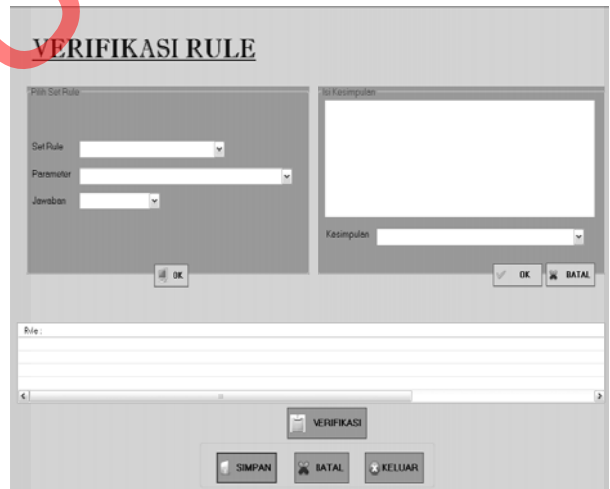 VERIFIKASI RULE
Pilih Set Rule
Set Rule
Parameter
Jawaban
OK
Isi Kesimpulan
Kesimpulan
OK
BATAL
Rule :
VERIFIKASI
SIMPAN
BATAL
KELUAR